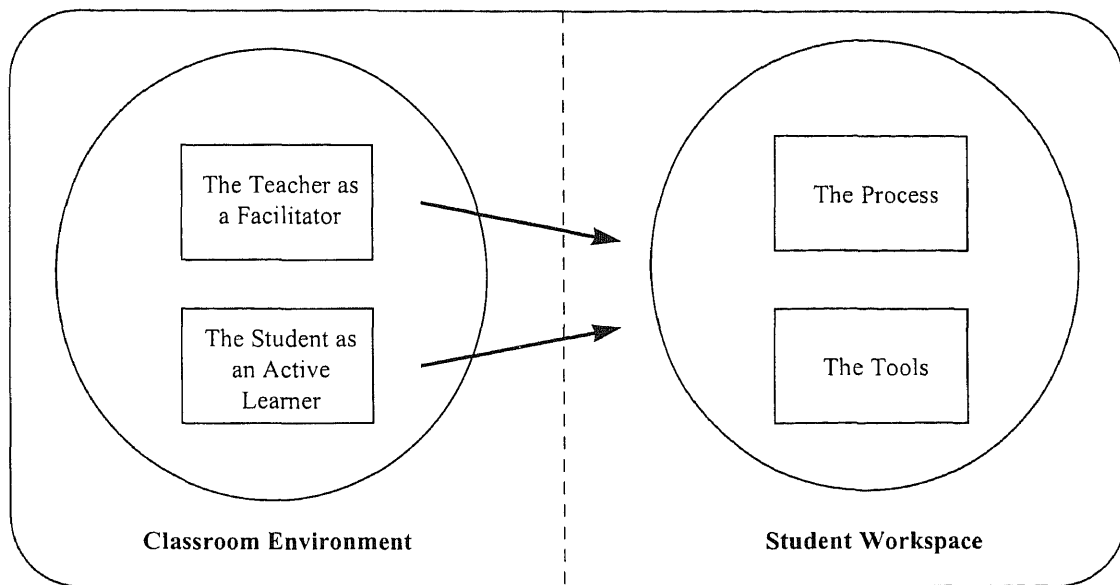 The Teacher as
a Facilitator
The Student as
an Active
Learner
Classroom Environment
The Process
The Tools
Student Workspace